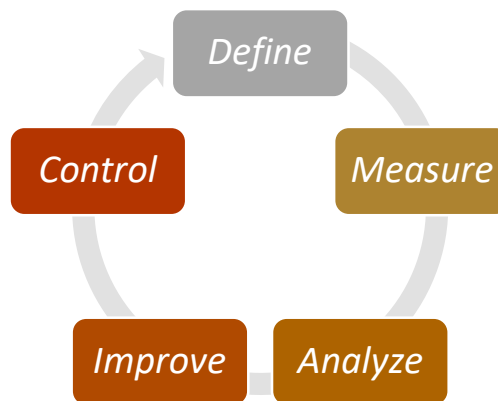 Define
Measure
Analyze
Improve
Control